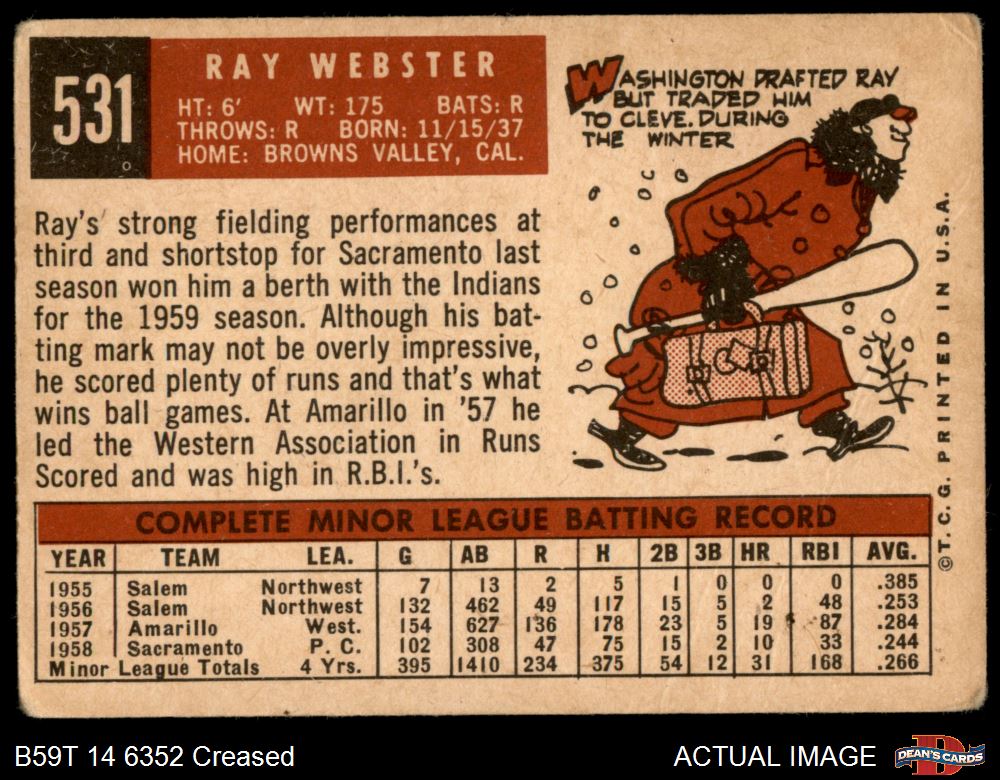 531
RAY WEBSTER
HT: 6' WT: 175 BATS: R
THROWS: R BORN: 11/15/37
HOME: BROWNS VALLEY, CAL.
WASHINGTON DRAFTED RAY
BUT TRADED HIM
TO CLEVE. DURING
THE WINTER
Ray's strong fielding performances at
third and shortstop for Sacramento last
season won him a berth with the Indians
for the 1959 season. Although his bat-
ting mark may not be overly impressive,
he scored plenty of runs and that's what
wins ball games. At Amarillo in '57 he
led the Western Association in Runs
Scored and was high in R.B.I.'s.
COMPLETE MINOR LEAGUE BATTING RECORD
YEAR TEAM LEA. G AB R H 2B 3B HR RBI AVG.
1955 Salem Northwest 7 13 2 5 1 0 0 0 .385
1956 Salem Northwest 132 462 49 117 15 5 2 48 .253
1957 Amarillo West. 154 627 136 178 23 5 19 87 .284
1958 Sacramento P. C. 102 308 47 75 15 2 10 33 .244
Minor League Totals 4 Yrs. 395 1410 234 375 54 12 31 168 .266
©T. C. G. PRINTED IN U.S.A.
B59T 14 6352 Creased
ACTUAL IMAGE
DEAN'S CARDS